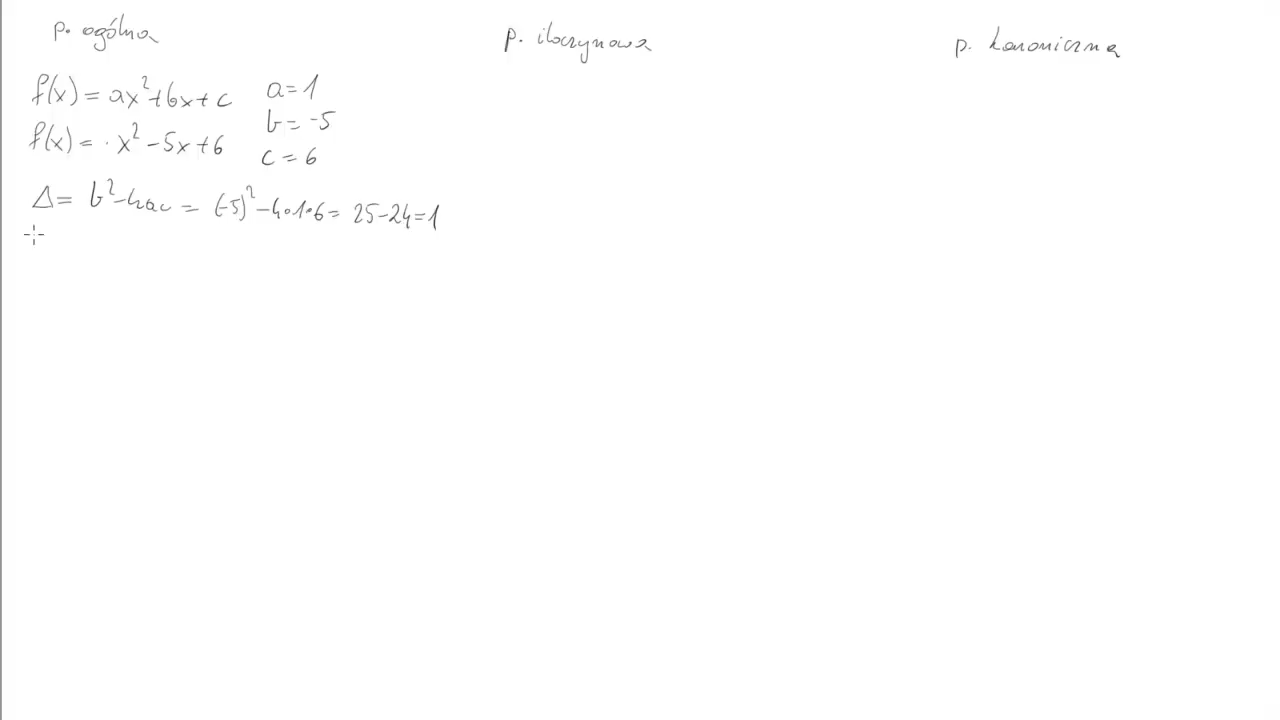 p. ogólna
p. iloczynowa
p. kanoniczna
f(x) = ax²+bx+c
a=1
b=-5
f(x) = x²-5x+6
c=6
Δ= b²-4ac = (-5)²-4·1·6= 25-24=1